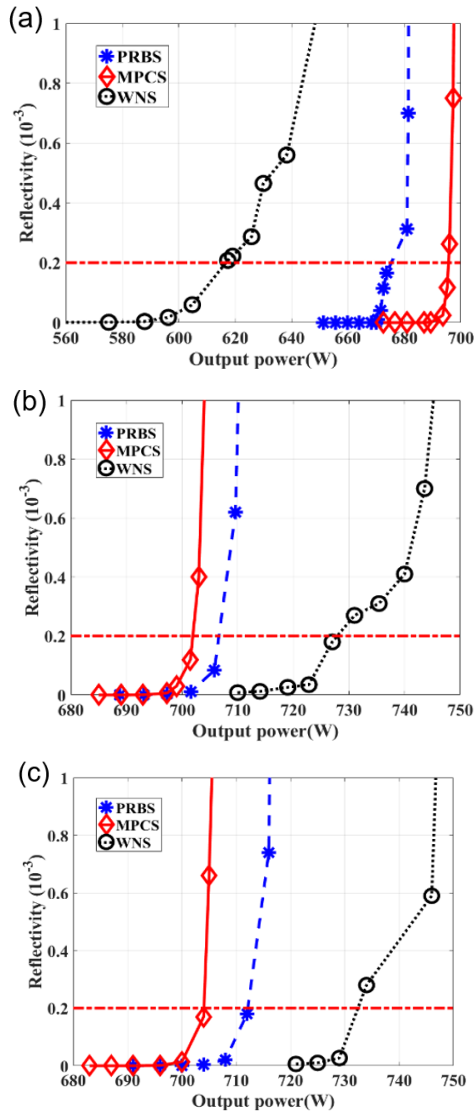 (a)
1
0.8
0.6
0.4
0.2
0
Reflectivity (10-3)
PRBS
MPCS
WNS
560 580 600 620 640 660 680 700
Output power(W)
(b)
1
0.8
0.6
0.4
0.2
0
Reflectivity (10-3)
PRBS
MPCS
WNS
680 690 700 710 720 730 740 750
Output power(W)
(c)
1
0.8
0.6
0.4
0.2
0
Reflectivity (10-3)
PRBS
MPCS
WNS
680 690 700 710 720 730 740 750
Output power(W)